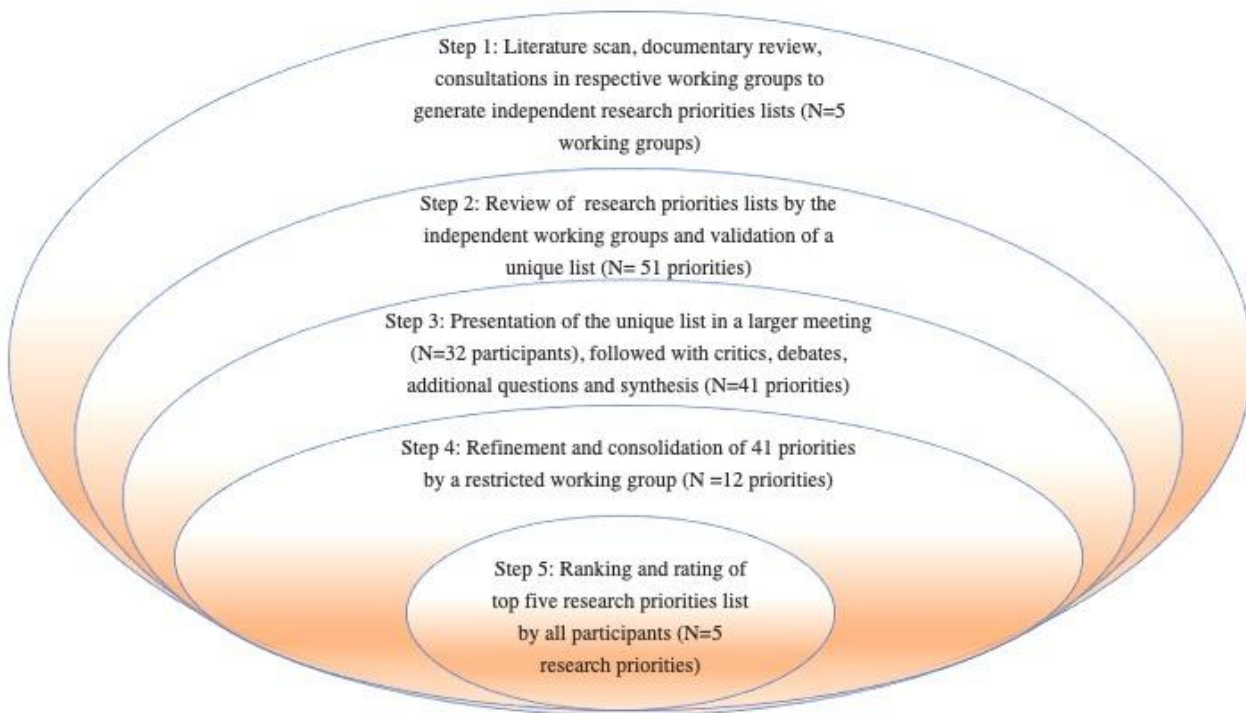 Step 1: Literature scan, documentary review,
consultations in respective working groups to
generate independent research priorities lists (N=5
working groups)
Step 2: Review of research priorities lists by the
independent working groups and validation of a
unique list (N= 51 priorities)
Step 3: Presentation of the unique list in a larger meeting
(N=32 participants), followed with critics, debates,
additional questions and synthesis (N=41 priorities)
Step 4: Refinement and consolidation of 41 priorities
by a restricted working group (N =12 priorities)
Step 5: Ranking and rating of
top five research priorities list
by all participants (N=5
research priorities)